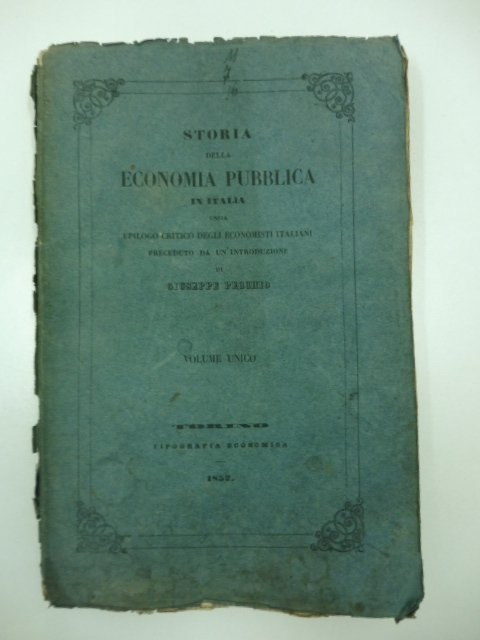 STORIA
DELLA
ECONOMIA PUBBLICA
IN ITALIA
OSSIA
EPILOGO CRITICO DEGLI ECONOMISTI ITALIANI
PRECEDUTO DA UN INTRODUZIONE
DI
GIUSEPPE PECCHIO
VOLUME UNICO
TORINO
TIPOGRAFIA ECONOMICA
1852.